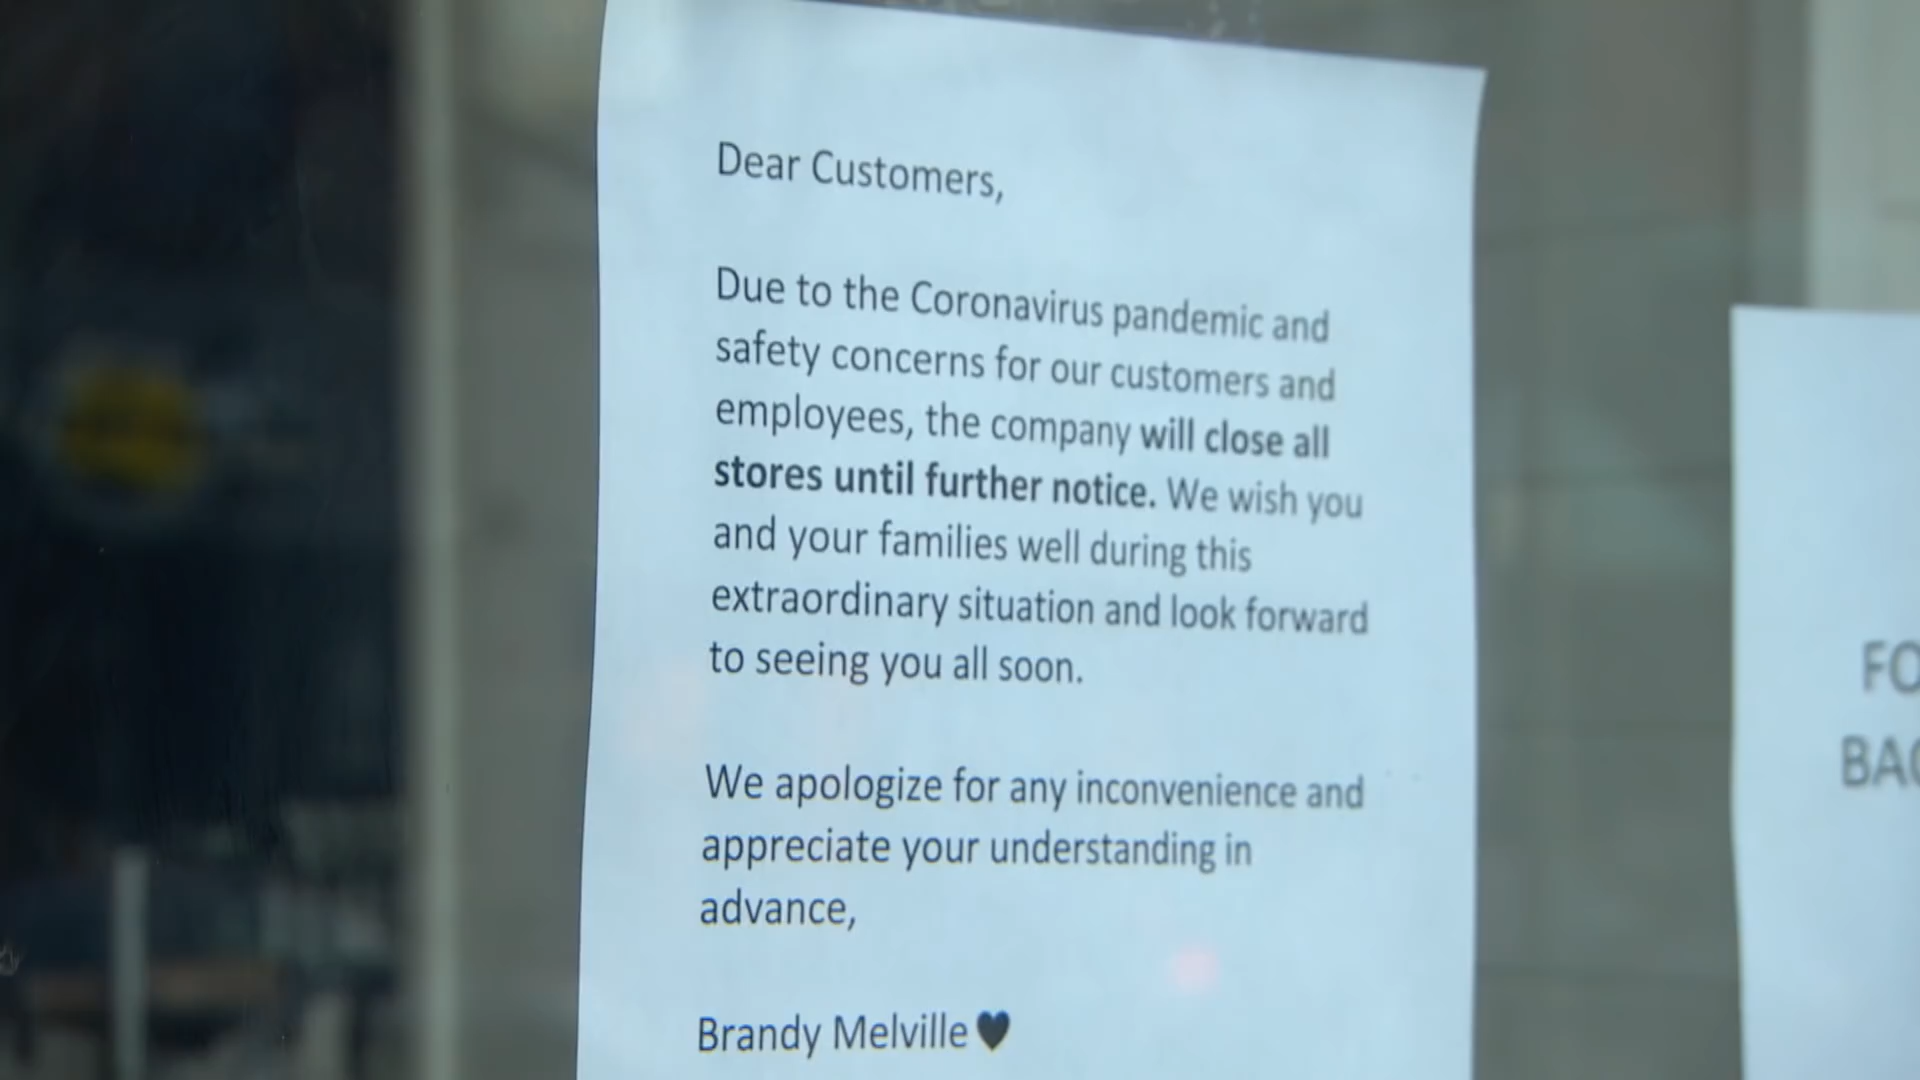 Dear Customers,
Due to the Coronavirus pandemic and
safety concerns for our customers and
employees, the company will close all
stores until further notice. We wish you
and your families well during this
extraordinary situation and look forward
to seeing you all soon.
We apologize for any inconvenience and
appreciate your understanding in
advance,
Brandy Melville♥
FO
BAC